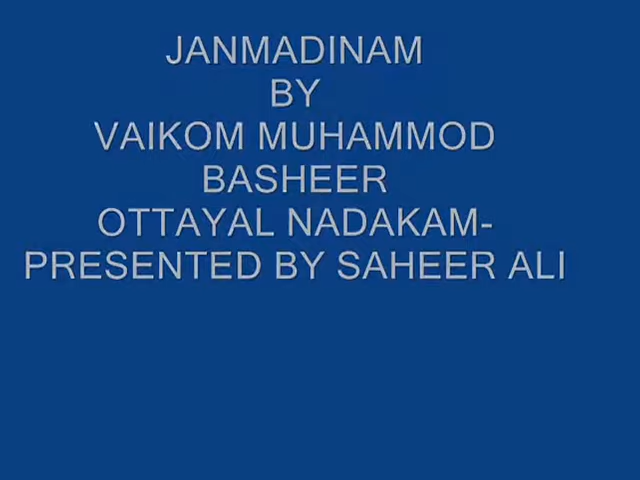 JANMADINAM
BY
VAIKOM MUHAMMOD
BASHEER
OTTAYAL NADAKAM-
PRESENTED BY SAHEER ALI